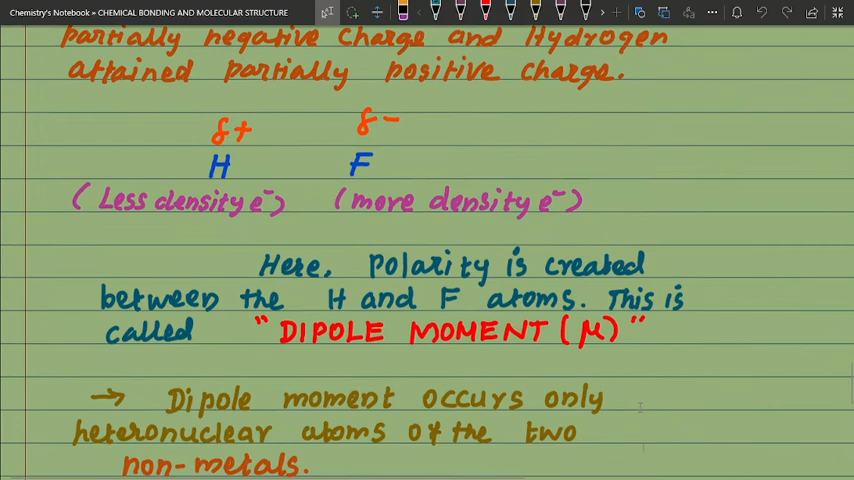 Chemistry's Notebook » CHEMICAL BONDING AND MOLECULAR STRUCTURE
partially negative charge and Hydrogen
attained partially positive charge.
δ+ δ-
H F
(Less density e⁻) (more density e⁻)
Here, Polarity is created
between the H and F atoms. This is
called "DIPOLE MOMENT (μ)"
→ Dipole moment occurs only
heteronuclear atoms of the two
non-metals.